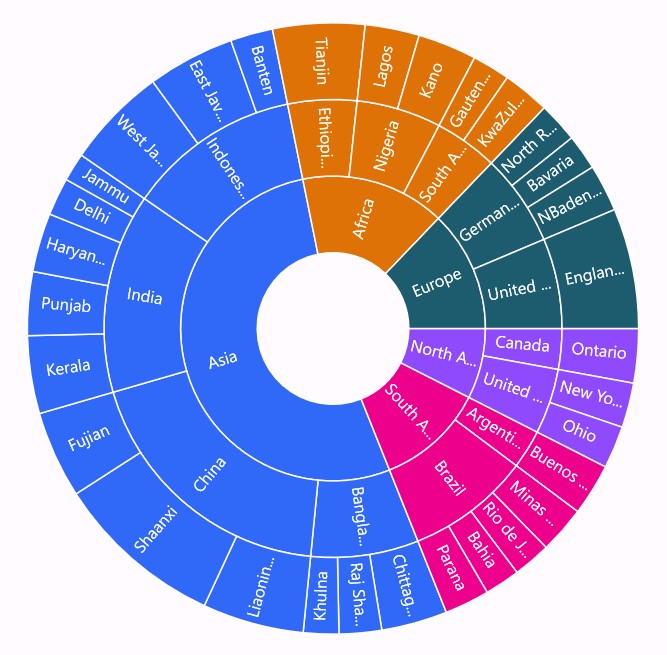 Africa
Europe
North A...
South A...
Asia
Ethiopi...
Nigeria
South A...
German...
United ...
Canada
United ...
Argenti...
Brazil
Bangla...
China
India
Indones...
Tianjin
Lagos
Kano
Gauten...
KwaZul...
North R...
Bavaria
NBaden...
Englan...
Ontario
New Yo...
Ohio
Buenos ...
Minas ...
Rio de J...
Bahia
Parana
Chittag...
Raj Sha...
Khulna
Liaonin...
Shaanxi
Fujian
Kerala
Punjab
Haryan...
Delhi
Jammu
West Ja...
East Jav...
Banten